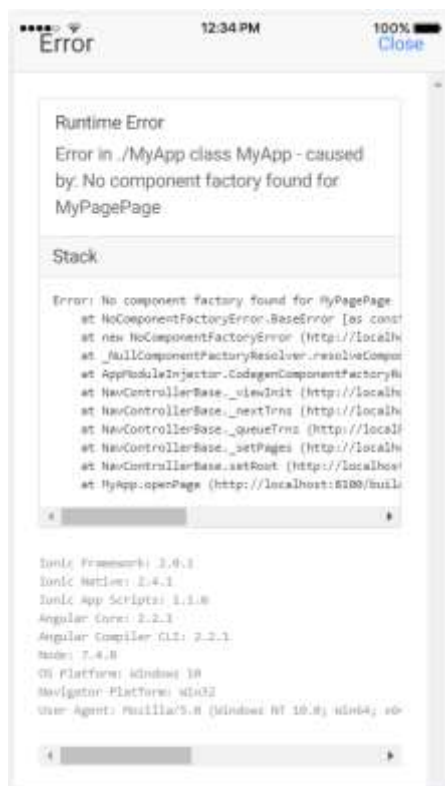 12:34 PM
100%
Error
Close
Runtime Error
Error in ./MyApp class MyApp - caused
by: No component factory found for
MyPagePage
Stack
Error: No component factory found for MyPagePage
at NoComponentFactoryError.BaseError [as const
at new NoComponentFactoryError (http://localh
at _NullComponentFactoryResolver.resolveCompon
at AppModuleInjector.CodegenComponentFactoryRe
at NavControllerBase._viewInit (http://localh
at NavControllerBase._nextTrns (http://localh
at NavControllerBase._queueTrns (http://local
at NavControllerBase._setPages (http://localh
at NavControllerBase.setRoot (http://localhos
at MyApp.openPage (http://localhost:8100/buil
Ionic Framework: 2.0.1
Ionic Native: 2.4.1
Ionic App Scripts: 1.1.0
Angular Core: 2.2.1
Angular Compiler CLI: 2.2.1
Node: 7.4.0
OS Platform: Windows 10
Navigator Platform: Win32
User Agent: Mozilla/5.0 (Windows NT 10.0; Win64; x64